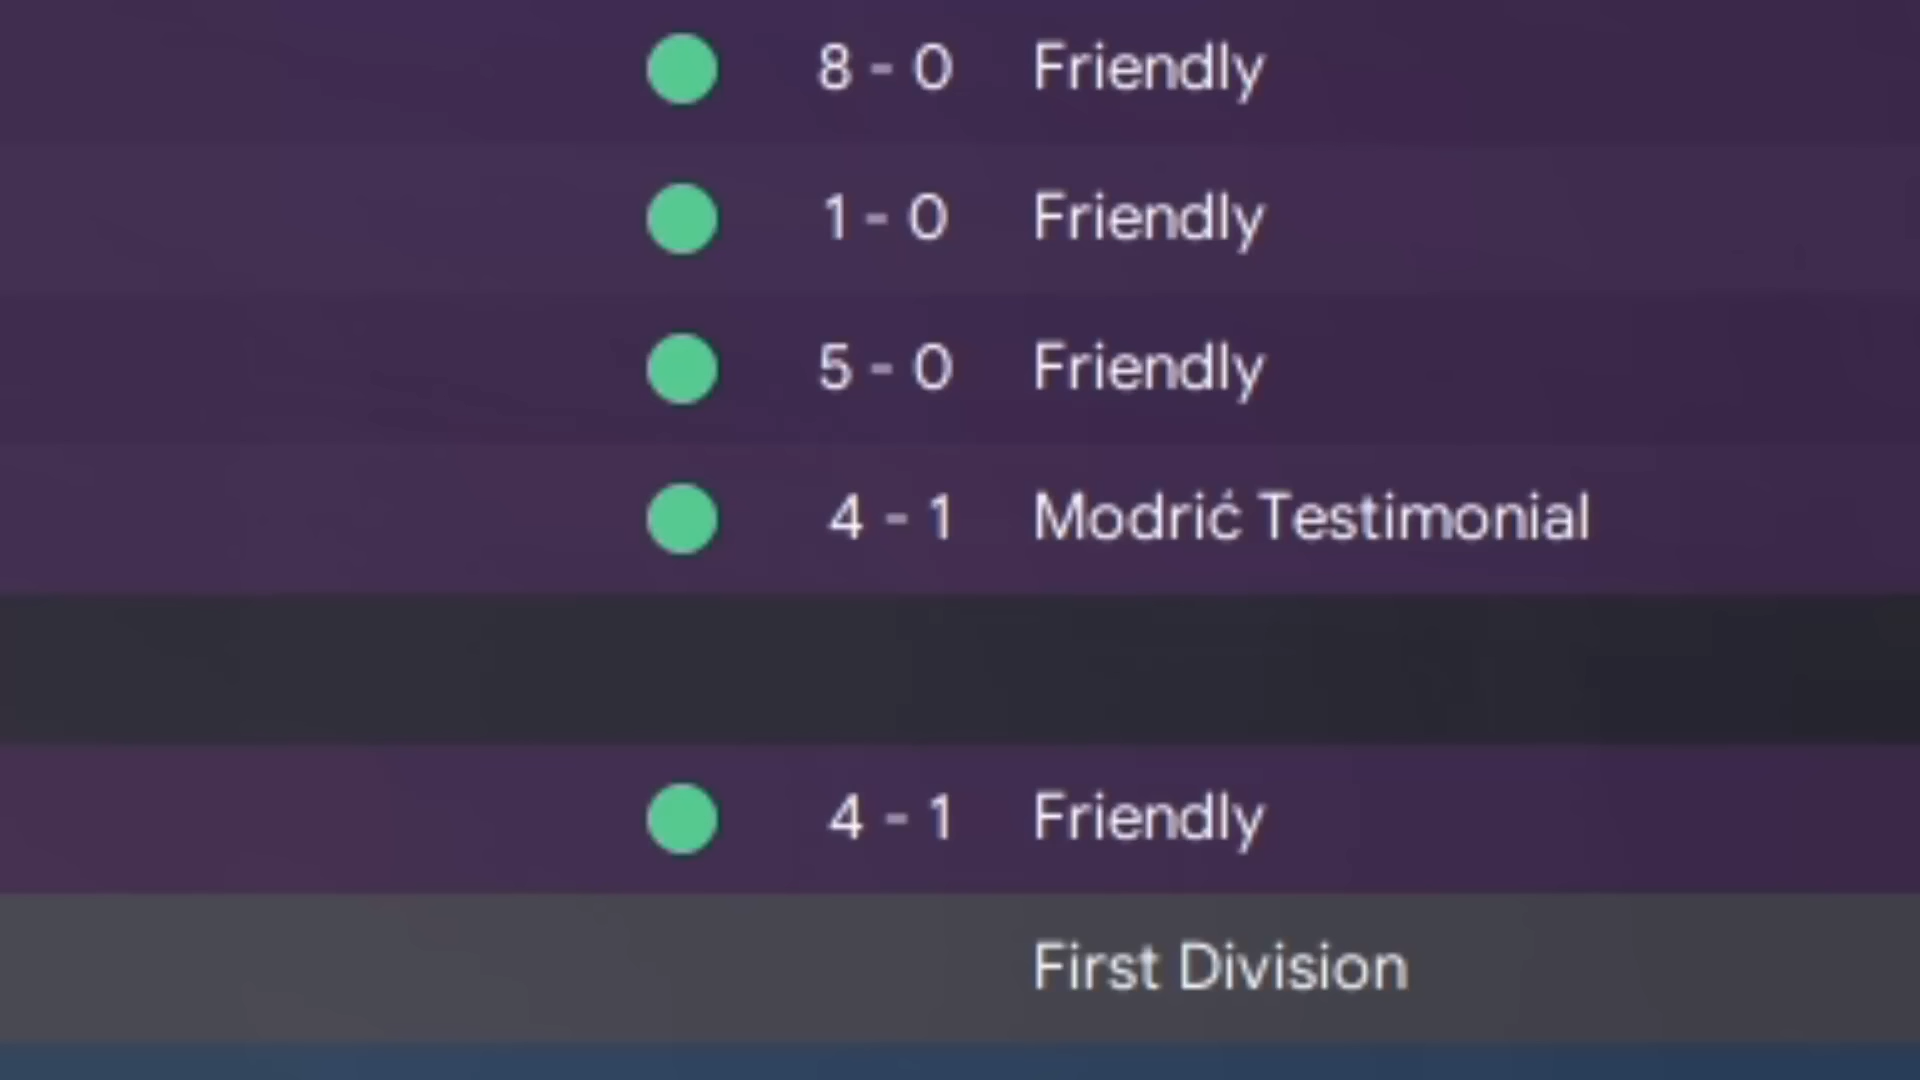 8 - 0 Friendly
1 - 0 Friendly
5 - 0 Friendly
4 - 1 Modrić Testimonial
4 - 1 Friendly
First Division